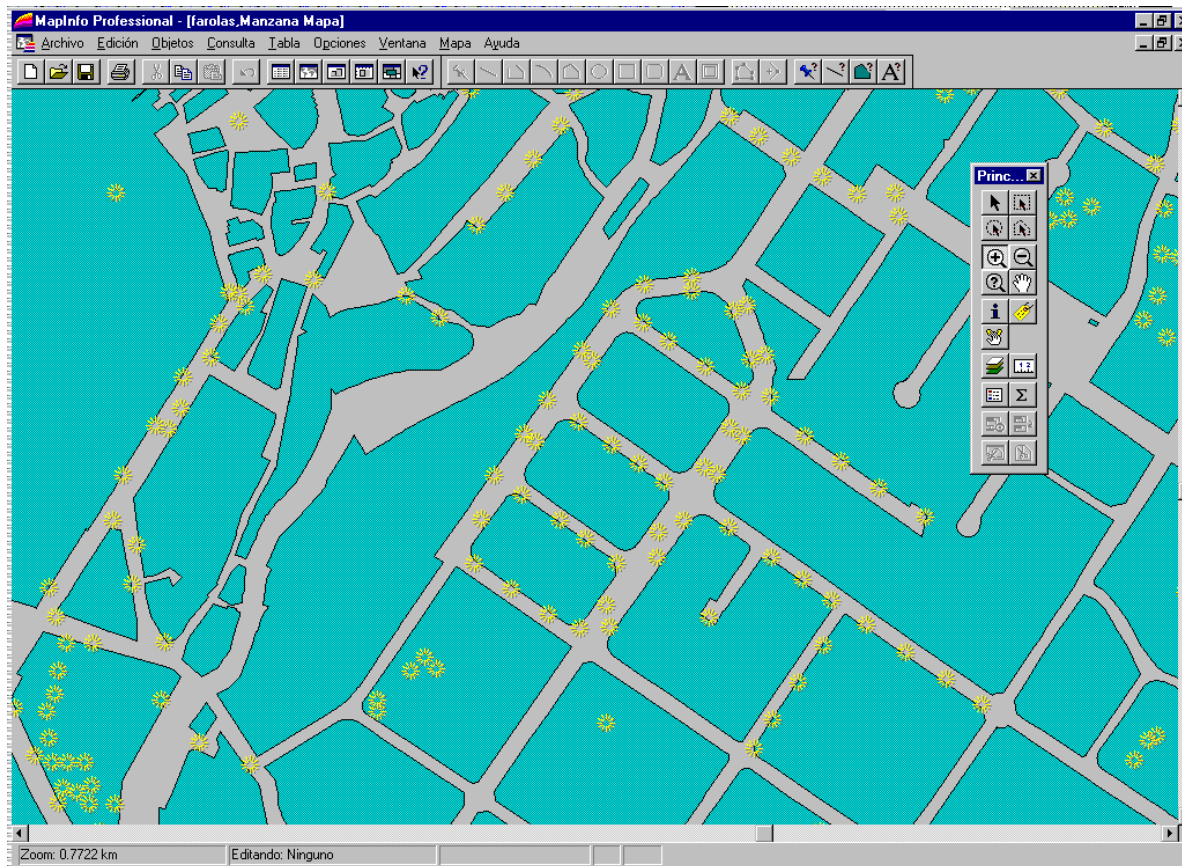 MapInfo Professional - [farolas,Manzana Mapa]
Archivo Edición Objetos Consulta Tabla Opciones Ventana Mapa Ayuda
Princ...
Zoom: 0.7722 km Editando: Ninguno